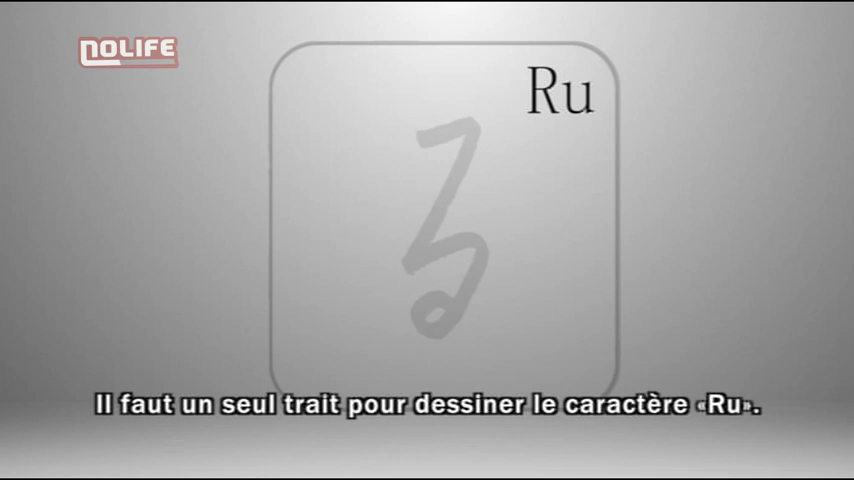 NOLIFE
Ru
る
Il faut un seul trait pour dessiner le caractère «Ru».